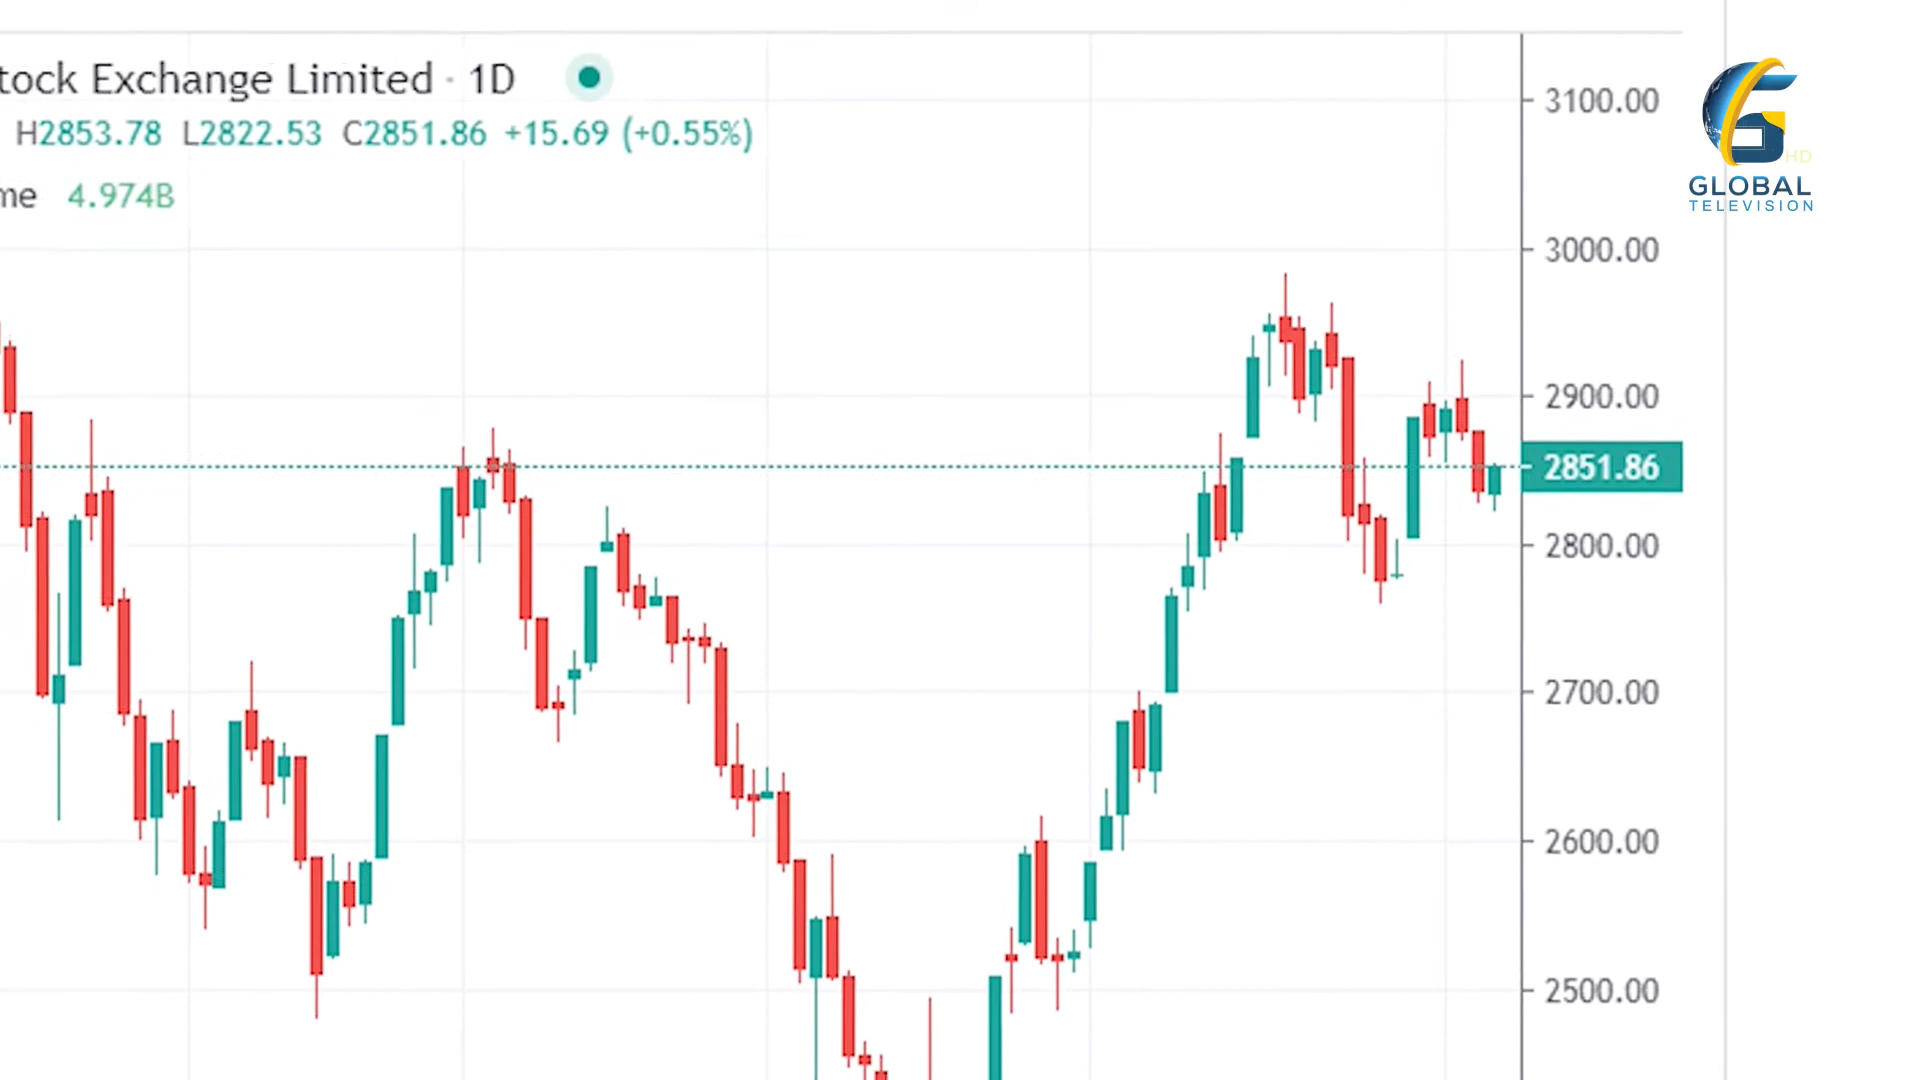 tock Exchange Limited · 1D
H2853.78 L2822.53 C2851.86 +15.69 (+0.55%)
me 4.974B
3100.00
3000.00
2900.00
2851.86
2800.00
2700.00
2600.00
2500.00
HD
GLOBAL
TELEVISION